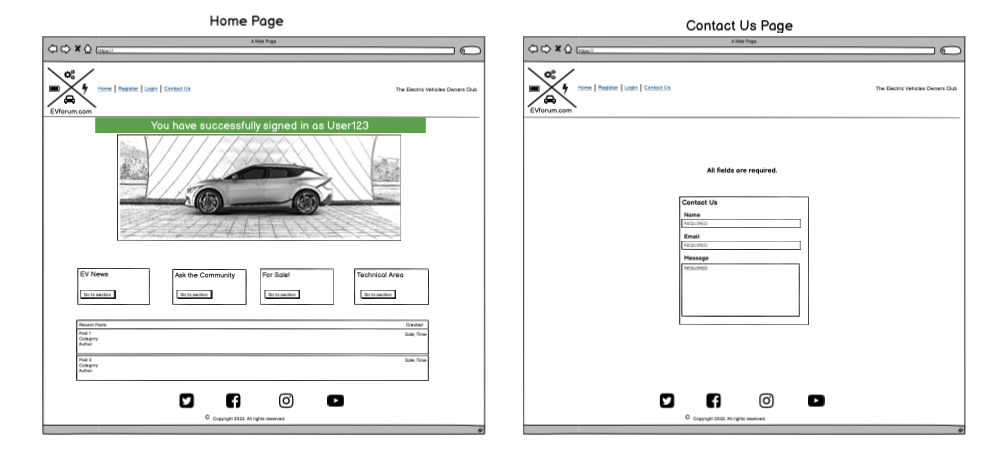 Home Page
A Web Page
https://
Home | Register | Login | Contact Us
The Electric Vehicles Owners Club
EVforum.com
You have successfully signed in as User123
EV News
Go to section
Ask the Community
Go to section
For Sale!
Go to section
Technical Area
Go to section
Recent Posts Created
Post 1 Date, Time
Category
Author
Post 2 Date, Time
Category
Author
© Copyright 2022. All rights reserved.
Contact Us Page
A Web Page
https://
Home | Register | Login | Contact Us
The Electric Vehicles Owners Club
EVforum.com
All fields are required.
Contact Us
Name
REQUIRED
Email
REQUIRED
Message
REQUIRED
© Copyright 2022. All rights reserved.